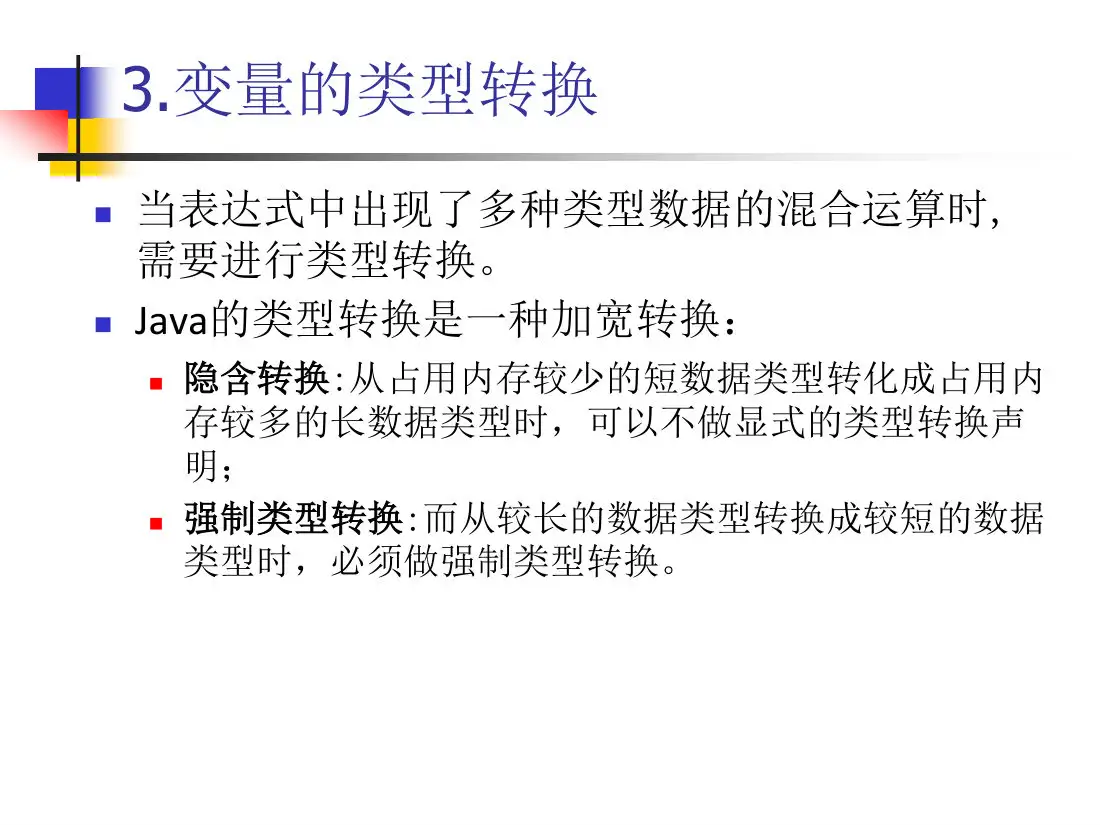 3.变量的类型转换
当表达式中出现了多种类型数据的混合运算时,
需要进行类型转换。
Java的类型转换是一种加宽转换：
隐含转换:从占用内存较少的短数据类型转化成占用内
存较多的长数据类型时，可以不做显式的类型转换声
明；
强制类型转换:而从较长的数据类型转换成较短的数据
类型时，必须做强制类型转换。